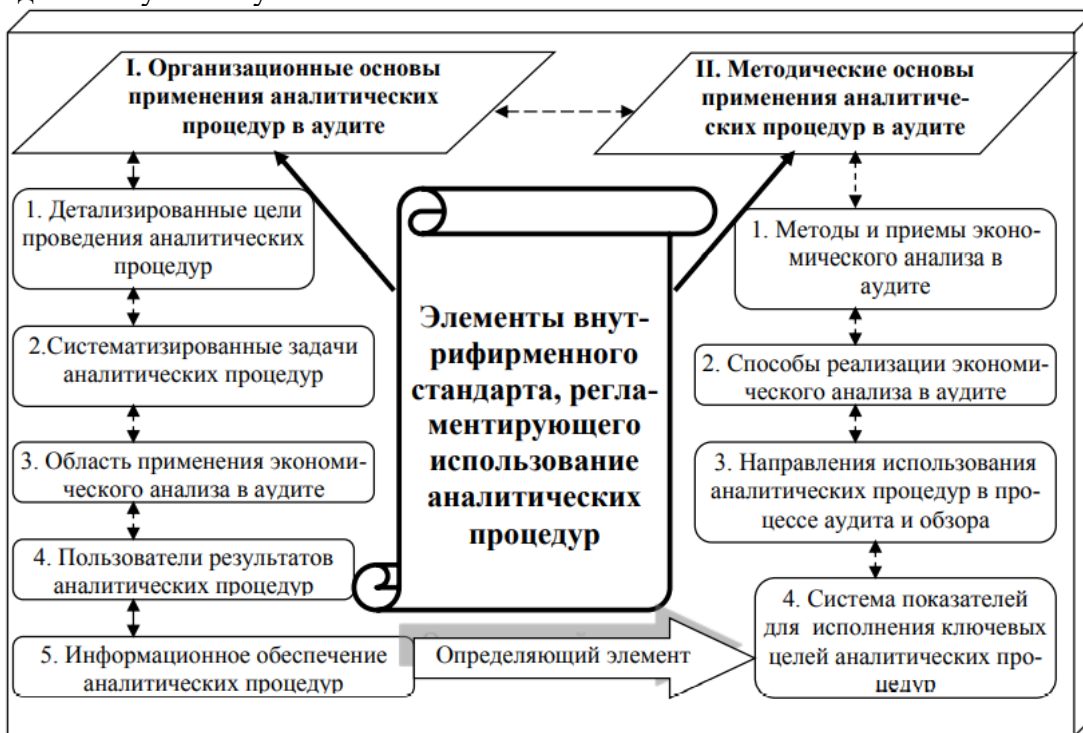 I. Организационные основы
применения аналитических
процедур в аудите
II. Методические основы
применения аналитиче-
ских процедур в аудите
1. Детализированные цели
проведения аналитических
процедур
2.Систематизированные задачи
аналитических процедур
3. Область применения экономи-
ческого анализа в аудите
4. Пользователи результатов
аналитических процедур
5. Информационное обеспечение
аналитических процедур
Элементы внут-
рифирменного
стандарта, регла-
ментирующего
использование
аналитических
процедур
Определяющий элемент
1. Методы и приемы эконо-
мического анализа в
аудите
2. Способы реализации экономи-
ческого анализа в аудите
3. Направления использования
аналитических процедур в про-
цессе аудита и обзора
4. Система показателей
для исполнения ключевых
целей аналитических про-
цедур